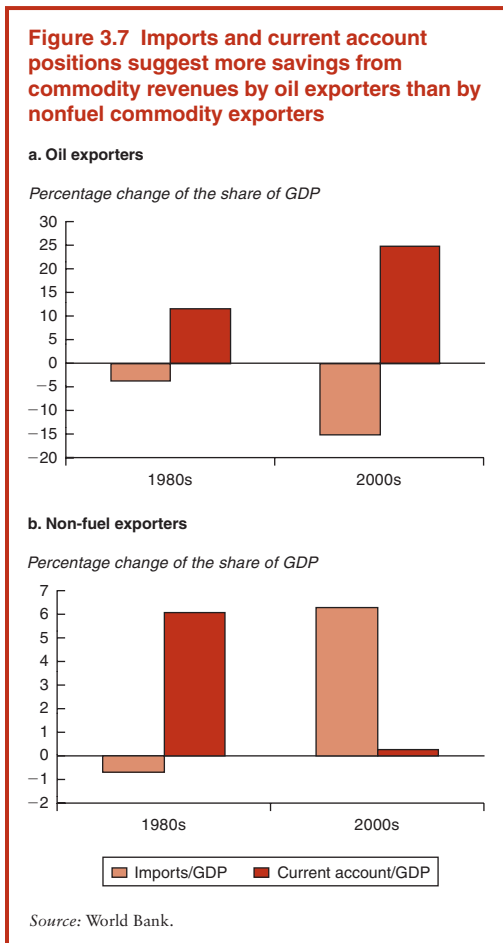 Figure 3.7 Imports and current account
positions suggest more savings from
commodity revenues by oil exporters than by
nonfuel commodity exporters
a. Oil exporters
Percentage change of the share of GDP
30
25
20
15
10
5
0
−5
−10
−15
−20
1980s 2000s
b. Non-fuel exporters
Percentage change of the share of GDP
7
6
5
4
3
2
1
0
−1
−2
1980s 2000s
Imports/GDP Current account/GDP
Source: World Bank.